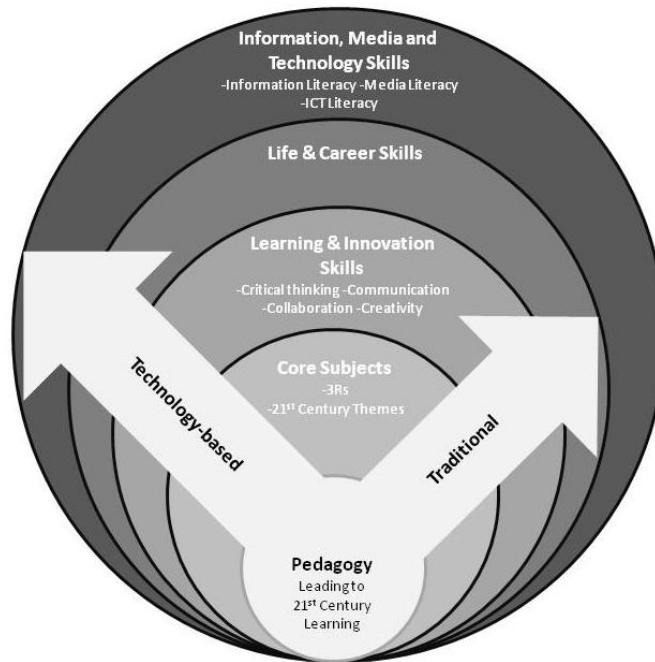 Information, Media and
Technology Skills
-Information Literacy -Media Literacy
-ICT Literacy
Life & Career Skills
Learning & Innovation
Skills
-Critical thinking -Communication
-Collaboration -Creativity
Core Subjects
-3Rs
-21st Century Themes
Technology-based
Traditional
Pedagogy
Leading to
21st Century
Learning